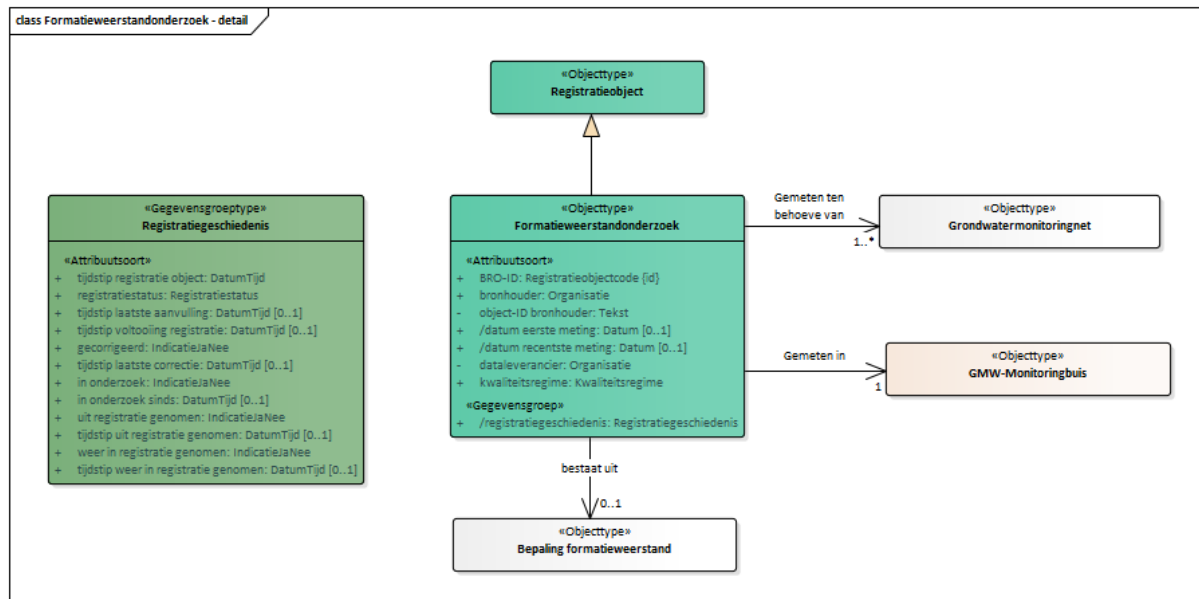 class Formatieweerstandonderzoek - detail
«Objecttype»
Registratieobject
«Gegevensgroeptype»
Registratiegeschiedenis
«Attribuutsoort»
+ tijdstip registratie object: DatumTijd
+ registratiestatus: Registratiestatus
+ tijdstip laatste aanvulling: DatumTijd [0..1]
+ tijdstip voltooiing registratie: DatumTijd [0..1]
+ gecorrigeerd: IndicatieJaNee
+ tijdstip laatste correctie: DatumTijd [0..1]
+ in onderzoek: IndicatieJaNee
+ in onderzoek sinds: DatumTijd [0..1]
+ uit registratie genomen: IndicatieJaNee
+ tijdstip uit registratie genomen: DatumTijd [0..1]
+ weer in registratie genomen: IndicatieJaNee
+ tijdstip weer in registratie genomen: DatumTijd [0..1]
«Objecttype»
Formatieweerstandonderzoek
«Attribuutsoort»
+ BRO-ID: Registratieobjectcode {id}
+ bronhouder: Organisatie
- object-ID bronhouder: Tekst
+ /datum eerste meting: Datum [0..1]
+ /datum recentste meting: Datum [0..1]
- dataleverancier: Organisatie
+ kwaliteitsregime: Kwaliteitsregime
«Gegevensgroep»
+ /registratiegeschiedenis: Registratiegeschiedenis
Gemeten ten
behoeve van
1..*
«Objecttype»
Grondwatermonitoringnet
Gemeten in
1
«Objecttype»
GMW-Monitoringbuis
bestaat uit
0..1
«Objecttype»
Bepaling formatieweerstand